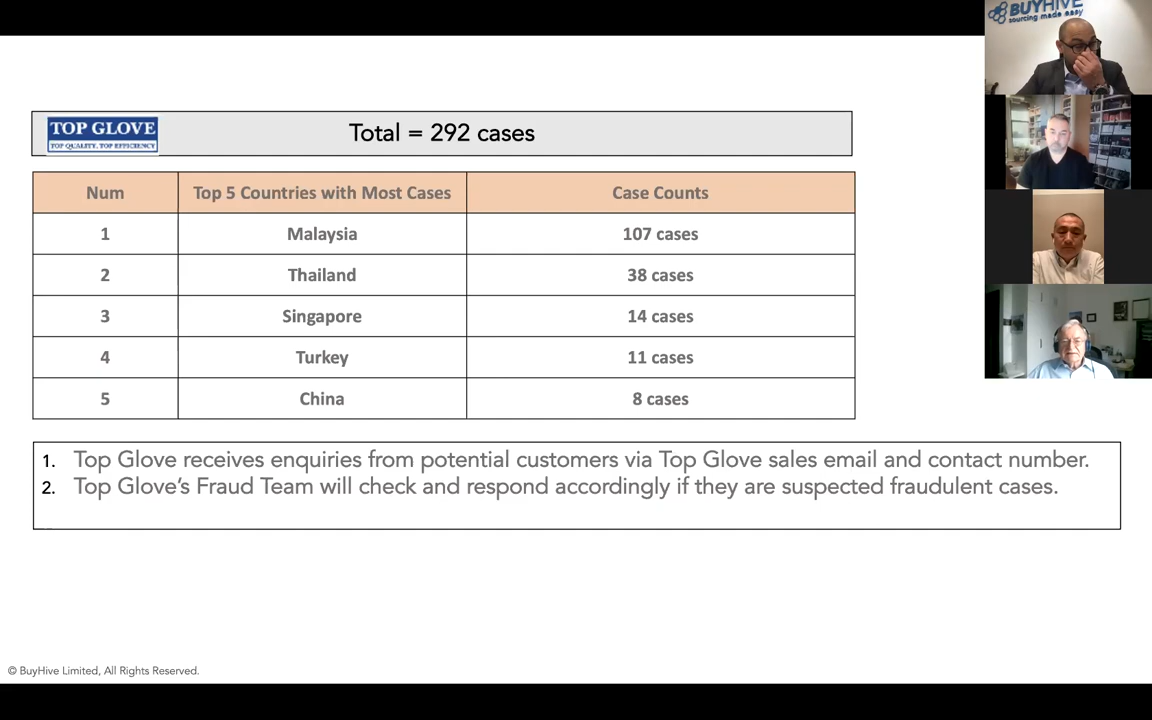 BUYHIVE
sourcing made easy
TOP GLOVE
TOP QUALITY, TOP EFFICIENCY
Total = 292 cases
Num Top 5 Countries with Most Cases Case Counts
1 Malaysia 107 cases
2 Thailand 38 cases
3 Singapore 14 cases
4 Turkey 11 cases
5 China 8 cases
1. Top Glove receives enquiries from potential customers via Top Glove sales email and contact number.
2. Top Glove’s Fraud Team will check and respond accordingly if they are suspected fraudulent cases.
© BuyHive Limited, All Rights Reserved.